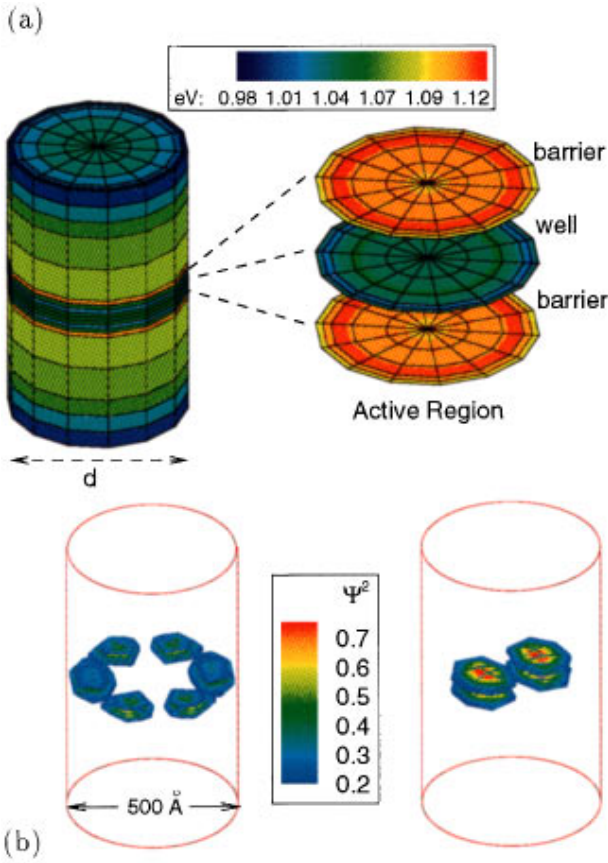 (a)
eV: 0.98 1.01 1.04 1.07 1.09 1.12
barrier
well
barrier
Active Region
d
Ψ²
0.7
0.6
0.5
0.4
0.3
0.2
500 Å
(b)